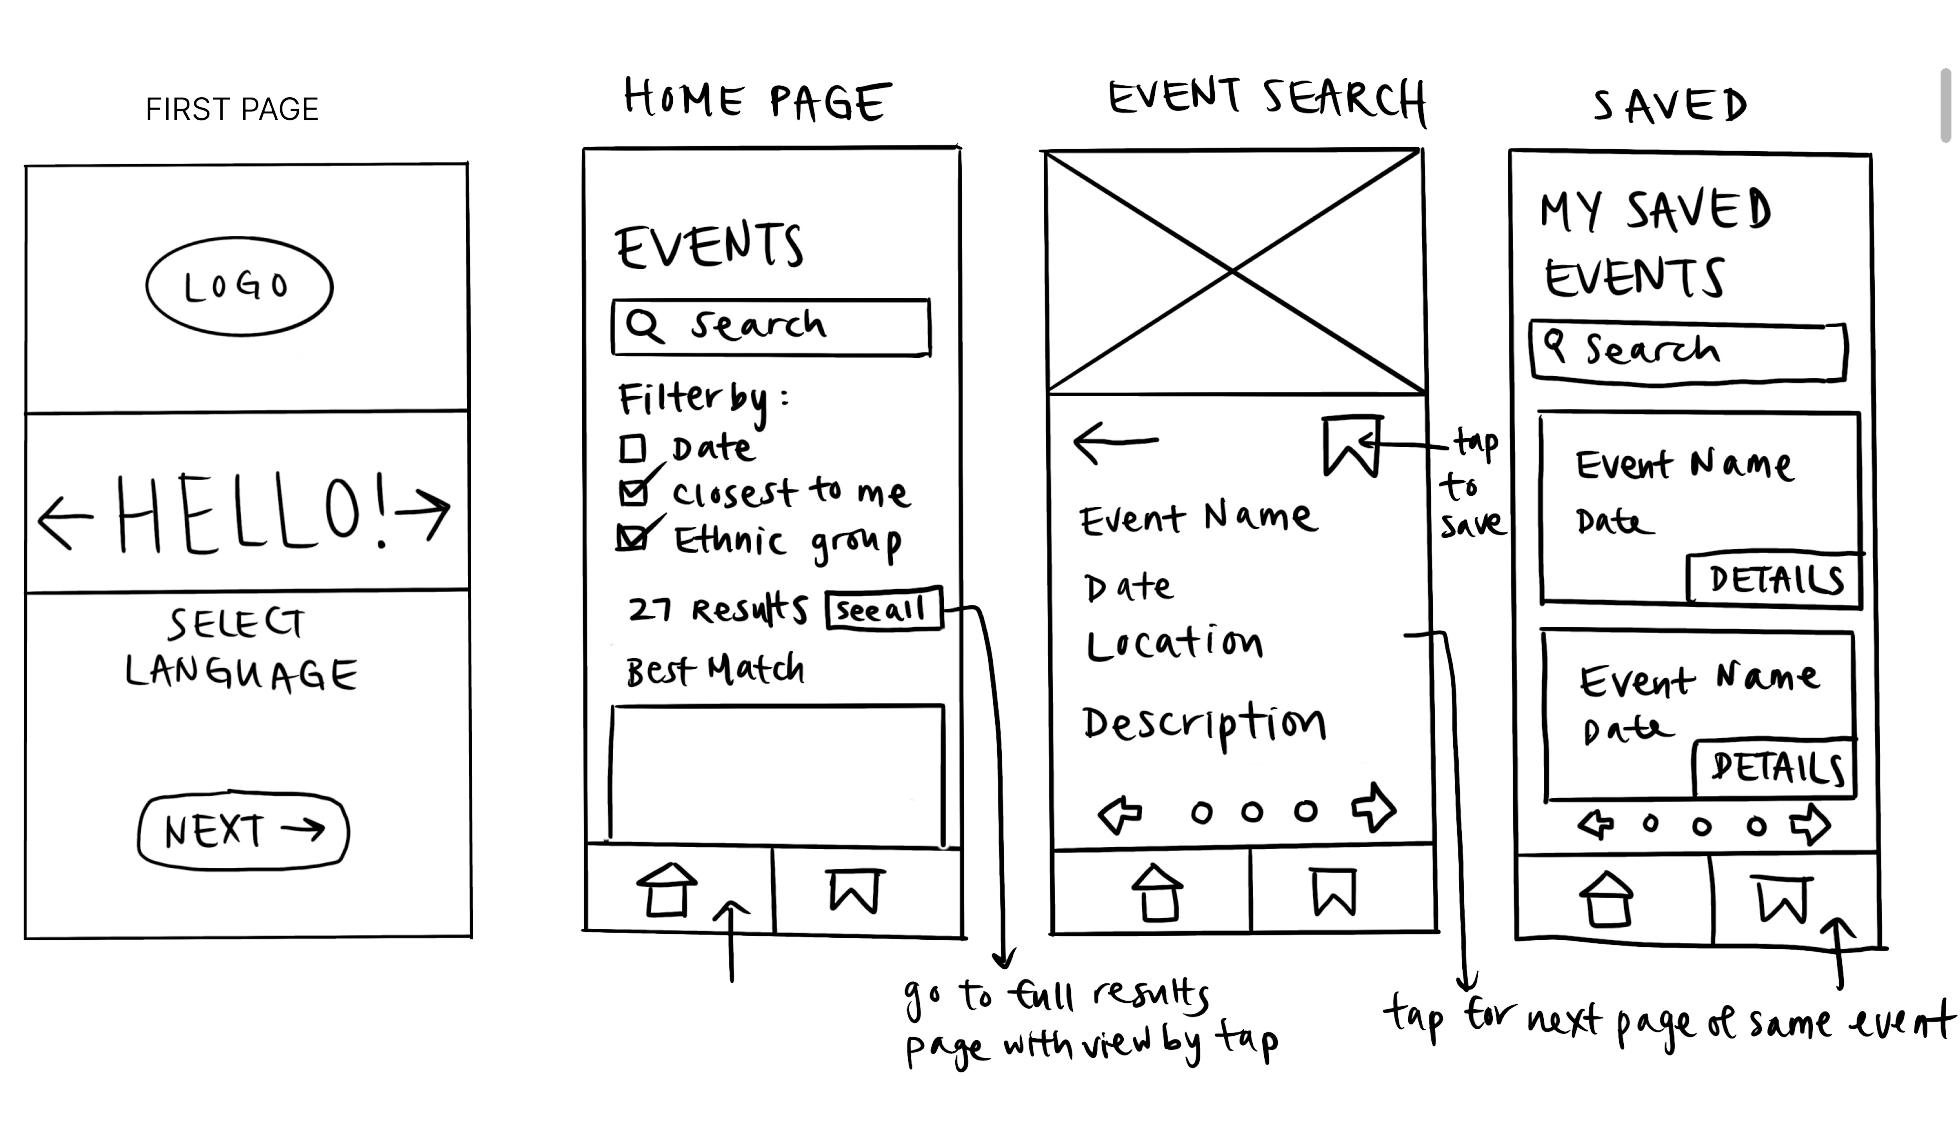 FIRST PAGE
LOGO
HELLO!
SELECT
LANGUAGE
NEXT
HOME PAGE
EVENTS
Search
Filter by:
Date
closest to me
Ethnic group
27 Results
see all
Best Match
go to full results
page with view by tap
EVENT SEARCH
tap
to
save
Event Name
Date
Location
Description
tap for next page of same event
SAVED
MY SAVED
EVENTS
Search
Event Name
Date
DETAILS
Event Name
Date
DETAILS